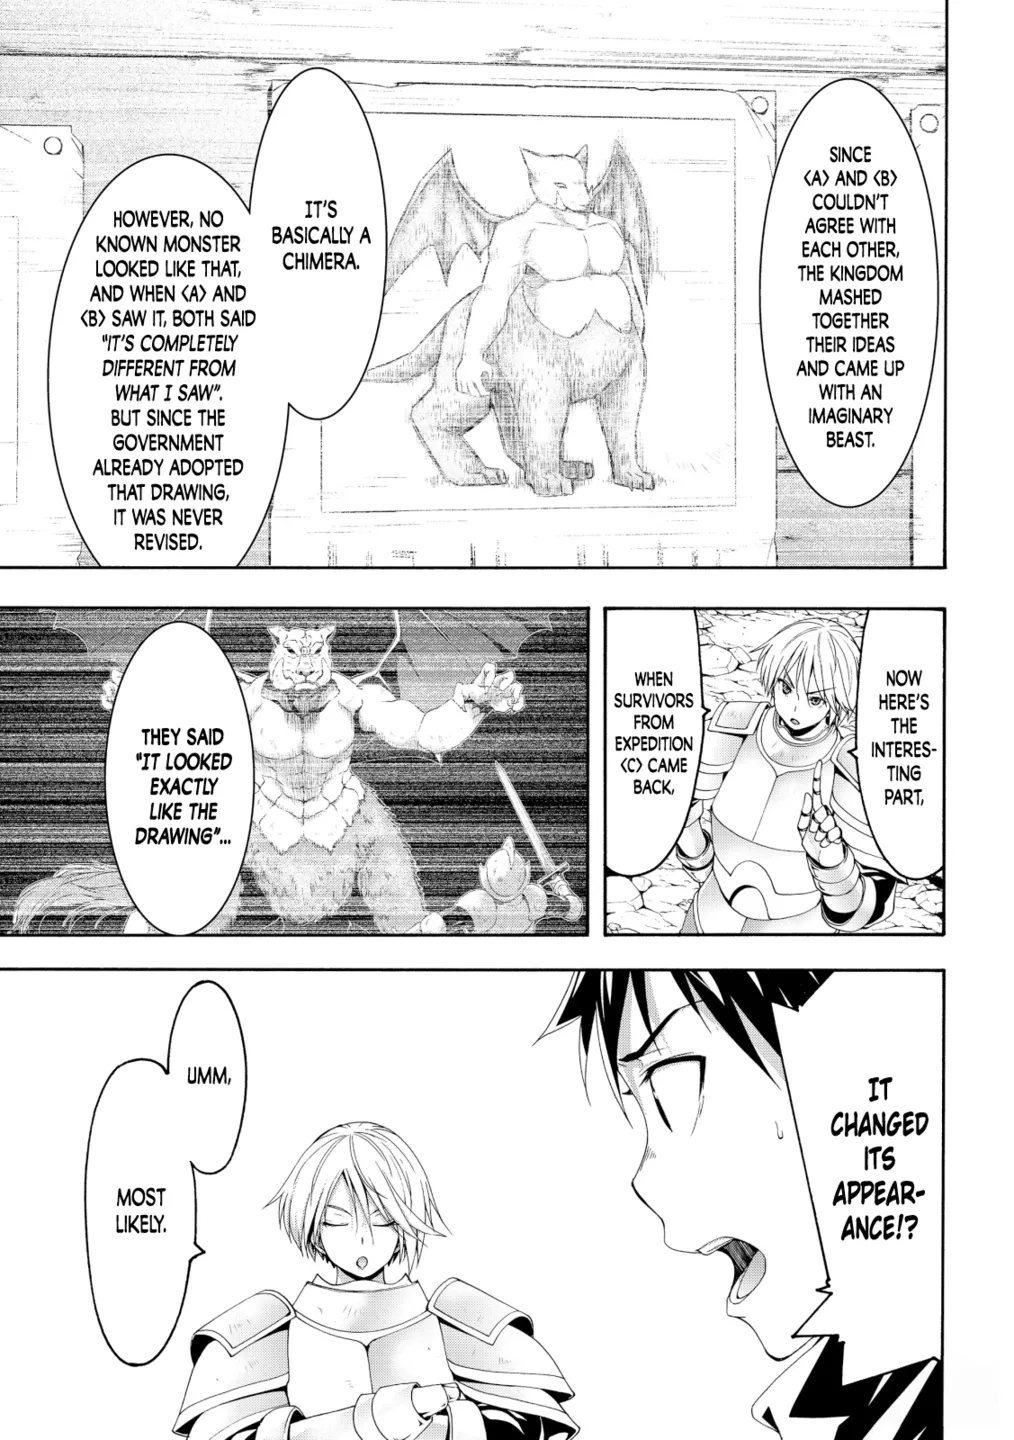 SINCE
<A> AND <B>
COULDN'T
AGREE WITH
EACH OTHER,
THE KINGDOM
MASHED
TOGETHER
THEIR IDEAS
AND CAME UP
WITH AN
IMAGINARY
BEAST.
IT'S
BASICALLY A
CHIMERA.
HOWEVER, NO
KNOWN MONSTER
LOOKED LIKE THAT,
AND WHEN <A> AND
<B> SAW IT, BOTH SAID
"IT'S COMPLETELY
DIFFERENT FROM
WHAT I SAW".
BUT SINCE THE
GOVERNMENT
ALREADY ADOPTED
THAT DRAWING,
IT WAS NEVER
REVISED.
NOW
HERE'S
THE
INTERES-
TING
PART,
WHEN
SURVIVORS
FROM
EXPEDITION
<C> CAME
BACK,
THEY SAID
"IT LOOKED
EXACTLY
LIKE THE
DRAWING"...
IT
CHANGED
ITS
APPEAR-
ANCE!?
UMM,
MOST
LIKELY.